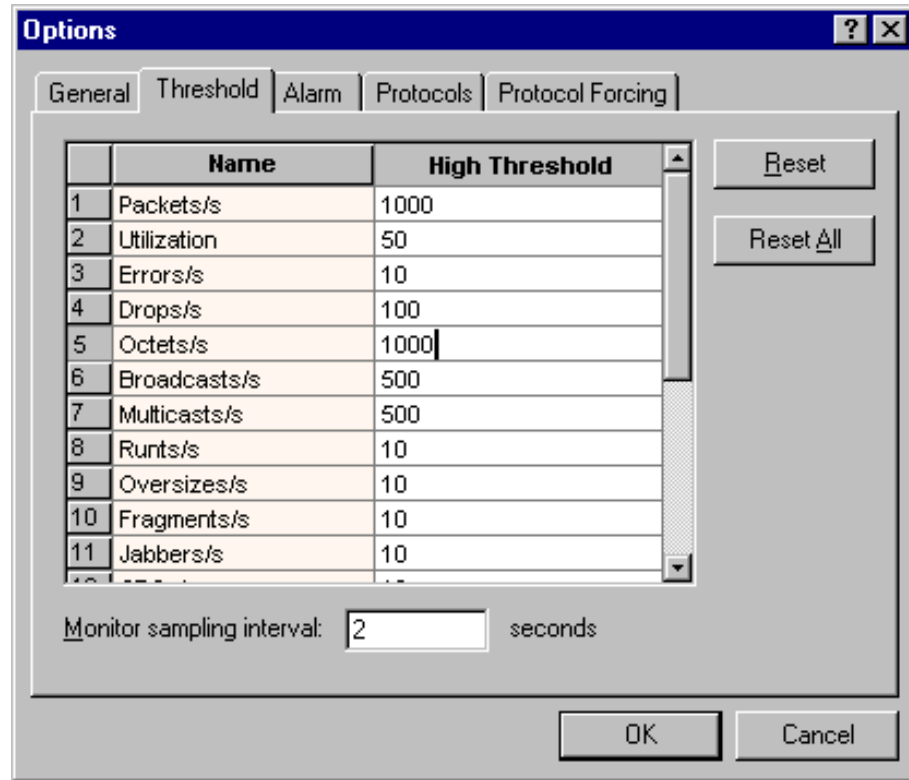 Options
General Threshold Alarm Protocols Protocol Forcing
Name High Threshold
1 Packets/s 1000
2 Utilization 50
3 Errors/s 10
4 Drops/s 100
5 Octets/s 1000
6 Broadcasts/s 500
7 Multicasts/s 500
8 Runts/s 10
9 Oversizes/s 10
10 Fragments/s 10
11 Jabbers/s 10
Reset
Reset All
Monitor sampling interval: 2 seconds
OK Cancel